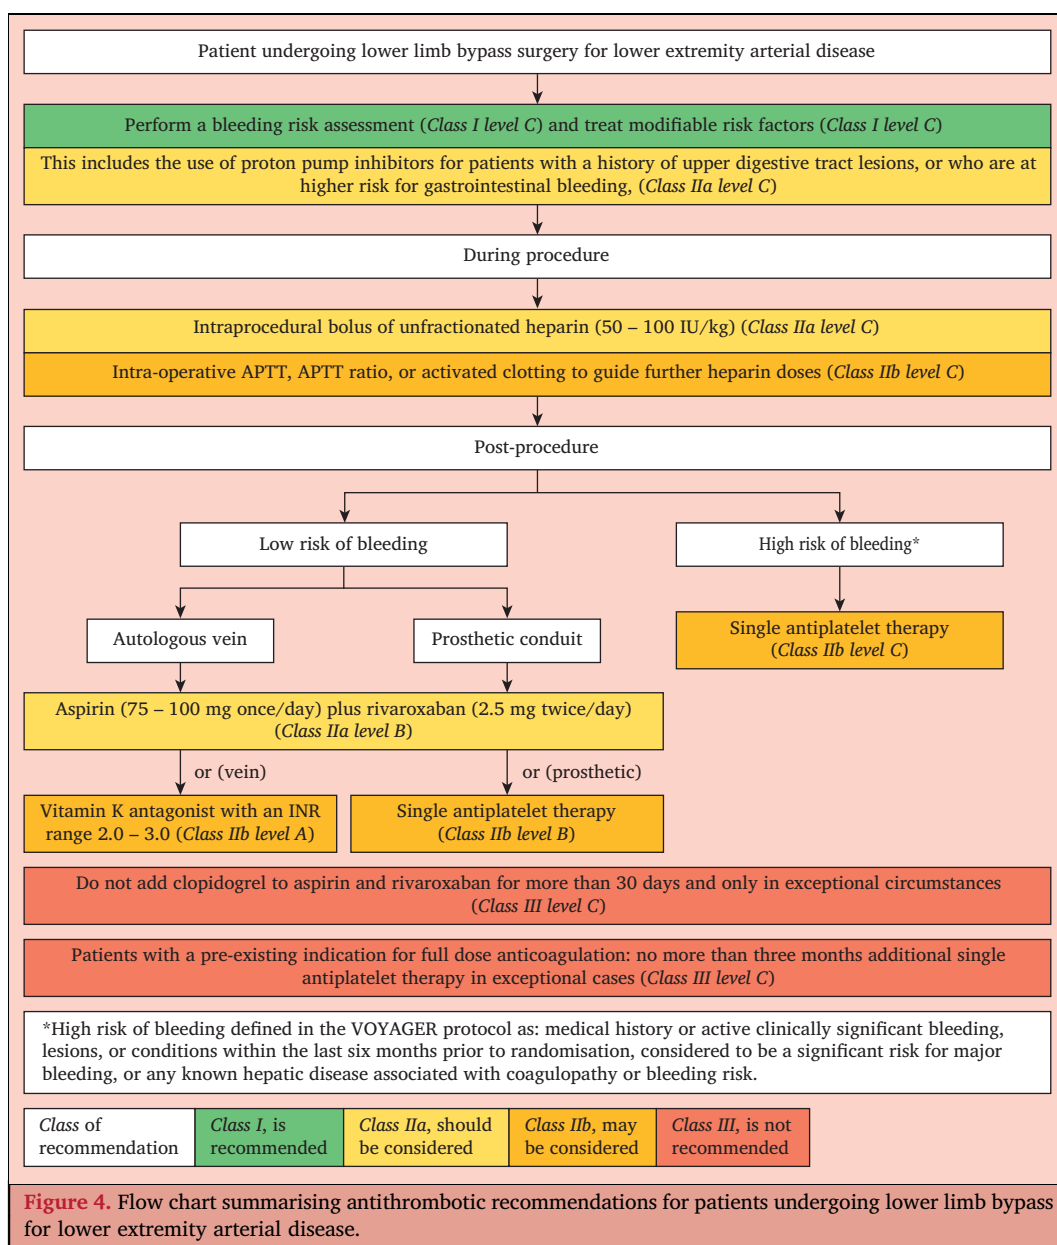 Patient undergoing lower limb bypass surgery for lower extremity arterial disease
Perform a bleeding risk assessment (Class I level C) and treat modifiable risk factors (Class I level C)
This includes the use of proton pump inhibitors for patients with a history of upper digestive tract lesions, or who are at
higher risk for gastrointestinal bleeding, (Class IIa level C)
During procedure
Intraprocedural bolus of unfractionated heparin (50 – 100 IU/kg) (Class IIa level C)
Intra-operative APTT, APTT ratio, or activated clotting to guide further heparin doses (Class IIb level C)
Post-procedure
Low risk of bleeding
High risk of bleeding*
Autologous vein
Prosthetic conduit
Single antiplatelet therapy
(Class IIb level C)
Aspirin (75 – 100 mg once/day) plus rivaroxaban (2.5 mg twice/day)
(Class IIa level B)
or (vein)
or (prosthetic)
Vitamin K antagonist with an INR
range 2.0 – 3.0 (Class IIb level A)
Single antiplatelet therapy
(Class IIb level B)
Do not add clopidogrel to aspirin and rivaroxaban for more than 30 days and only in exceptional circumstances
(Class III level C)
Patients with a pre-existing indication for full dose anticoagulation: no more than three months additional single
antiplatelet therapy in exceptional cases (Class III level C)
*High risk of bleeding defined in the VOYAGER protocol as: medical history or active clinically significant bleeding,
lesions, or conditions within the last six months prior to randomisation, considered to be a significant risk for major
bleeding, or any known hepatic disease associated with coagulopathy or bleeding risk.
Class of
recommendation
Class I, is
recommended
Class IIa, should
be considered
Class IIb, may
be considered
Class III, is not
recommended
Figure 4. Flow chart summarising antithrombotic recommendations for patients undergoing lower limb bypass
for lower extremity arterial disease.